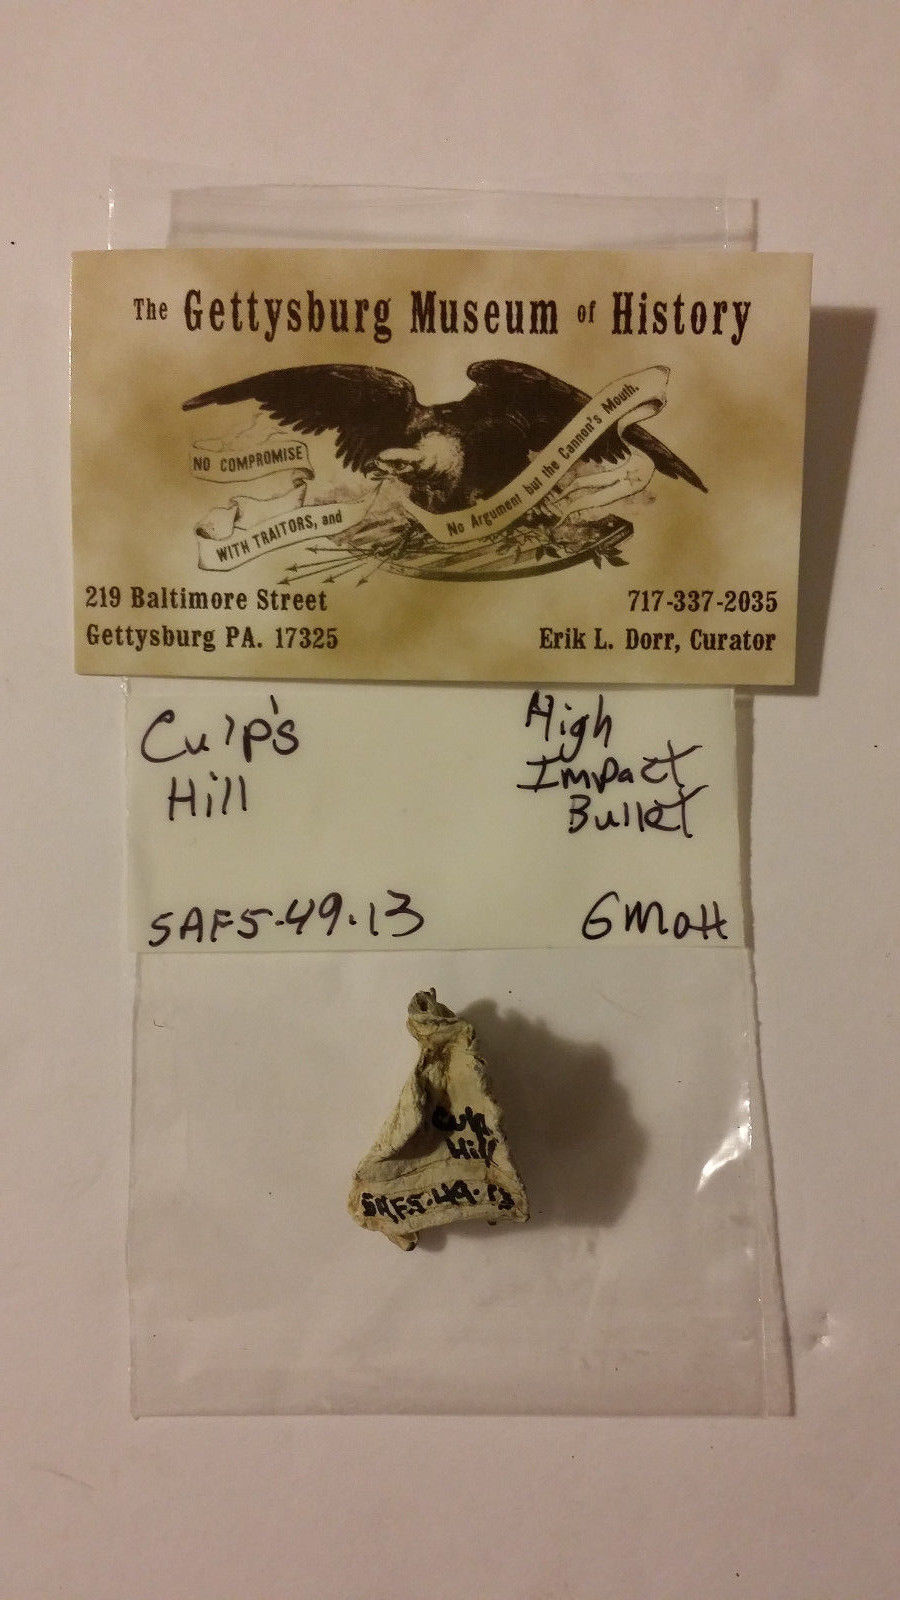 The Gettysburg Museum of History
NO COMPROMISE
WITH TRAITORS, and
No Argument but the Cannon's Mouth.
219 Baltimore Street
Gettysburg PA. 17325
717-337-2035
Erik L. Dorr, Curator
Culp's
Hill
High
Impact
Bullet
SAF5-49.13
GMOH
Culp
Hill
SAF5-49-13